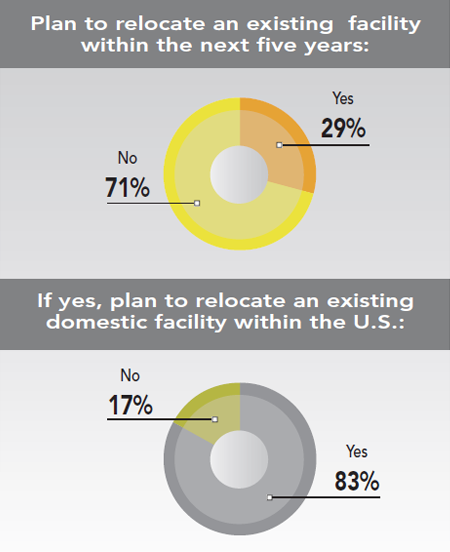 Plan to relocate an existing facility
within the next five years:
Yes
29%
No
71%
If yes, plan to relocate an existing
domestic facility within the U.S.:
No
17%
Yes
83%